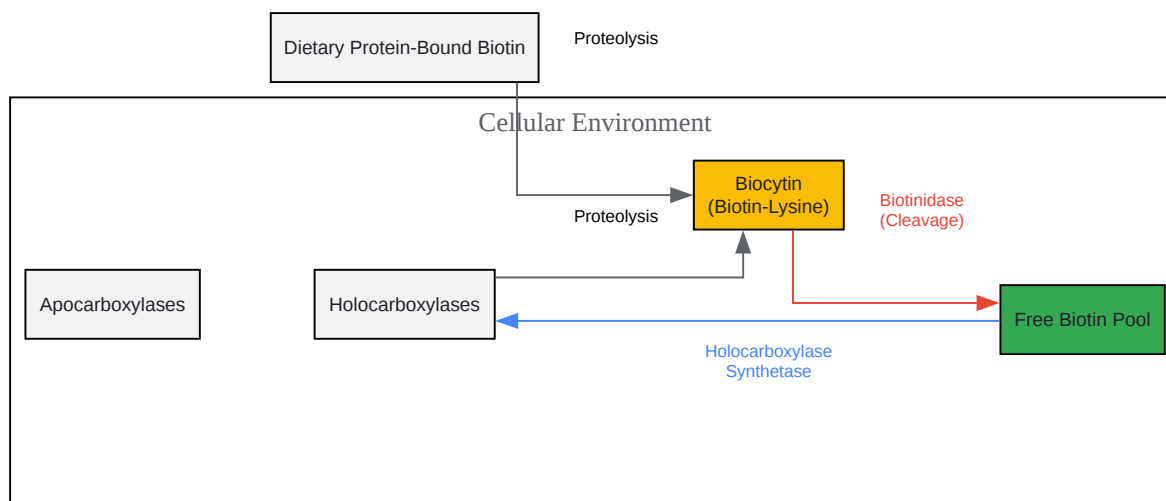 Dietary Protein-Bound Biotin
Proteolysis
Cellular Environment
Biocytin
(Biotin-Lysine)
Biotinidase
(Cleavage)
Proteolysis
Apocarboxylases
Holocarboxylases
Free Biotin Pool
Holocarboxylase
Synthetase